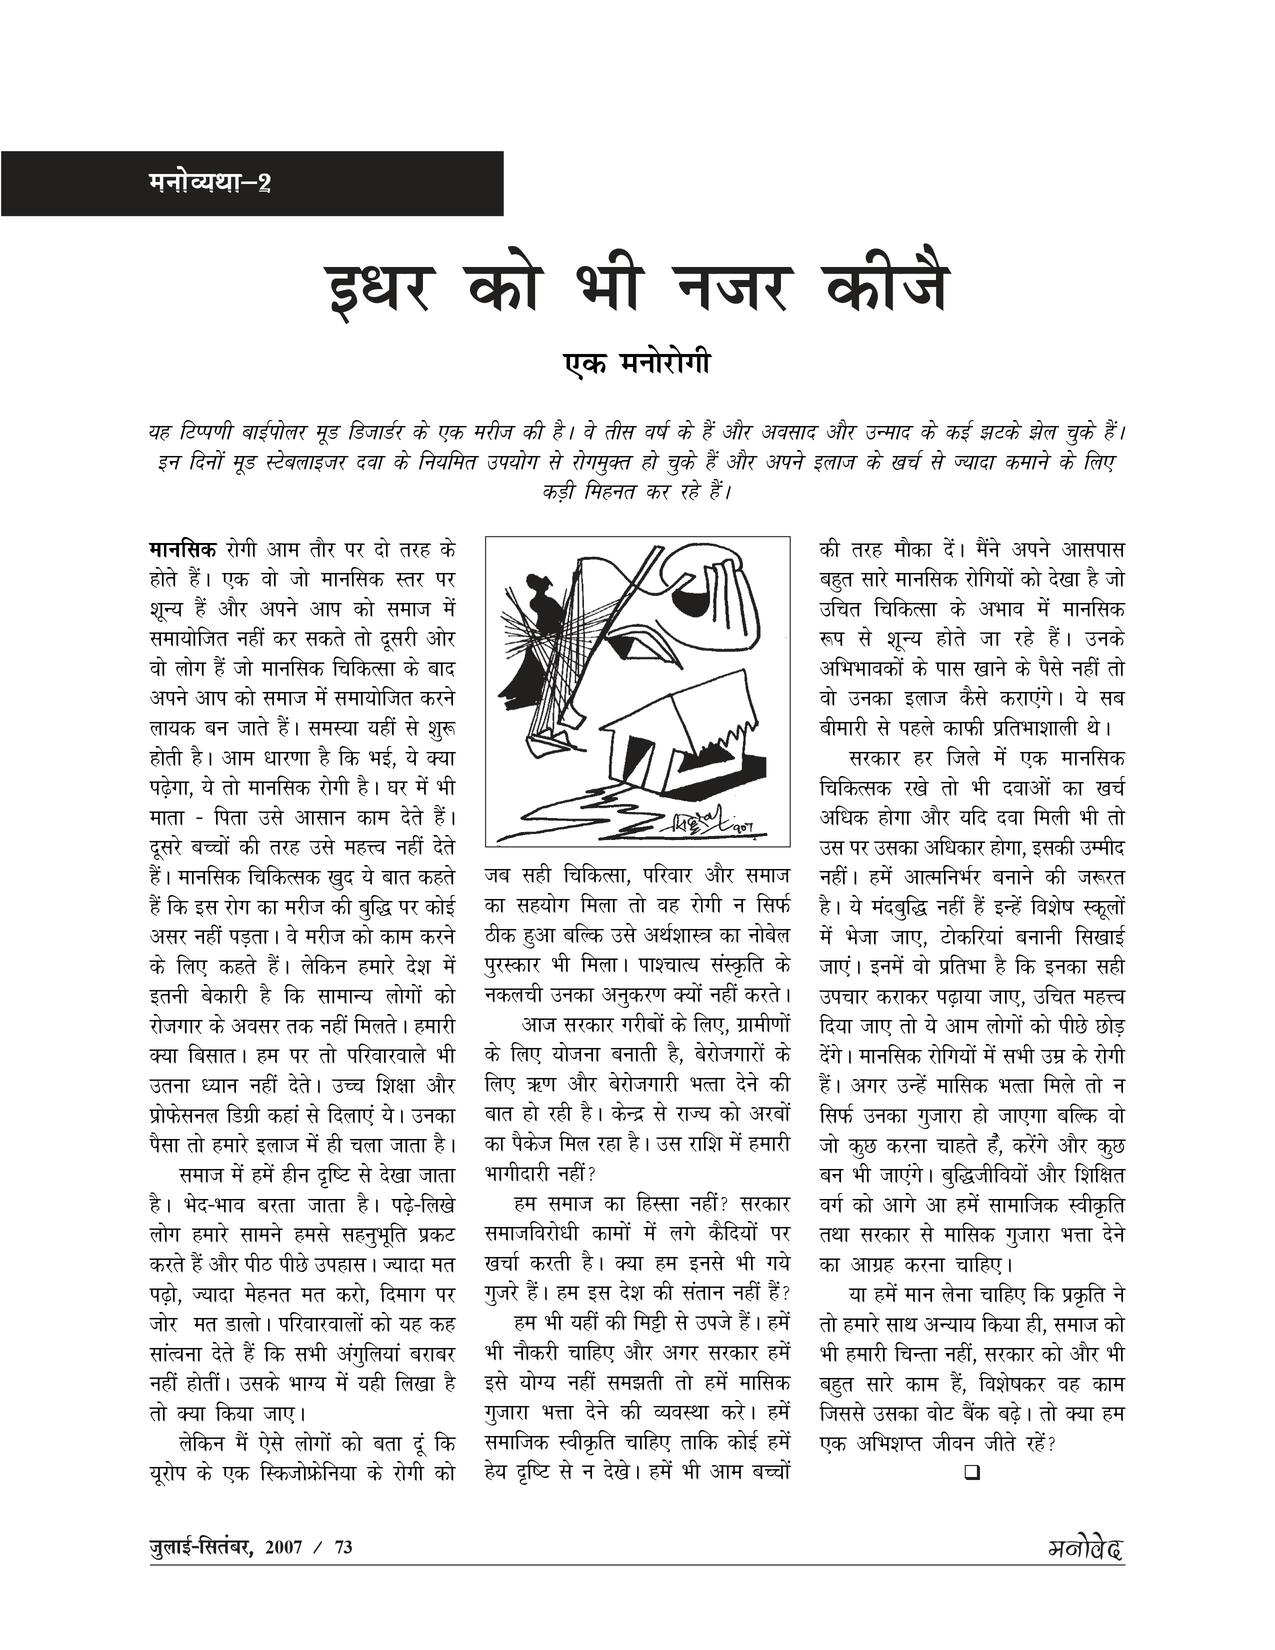 मनोव्यथा–2
इधर को भी नजर कीजै
एक मनोरोगी
यह टिप्पणी बाईपोलर मूड डिजार्डर के एक मरीज की है। वे तीस वर्ष के हैं और अवसाद और उन्माद के कई झटके झेल चुके हैं।
इन दिनों मूड स्टेबलाइजर दवा के नियमित उपयोग से रोगमुक्त हो चुके हैं और अपने इलाज के खर्च से ज्यादा कमाने के लिए
कड़ी मिहनत कर रहे हैं।
मानसिक रोगी आम तौर पर दो तरह के
होते हैं। एक वो जो मानसिक स्तर पर
शून्य हैं और अपने आप को समाज में
समायोजित नहीं कर सकते तो दूसरी ओर
वो लोग हैं जो मानसिक चिकित्सा के बाद
अपने आप को समाज में समायोजित करने
लायक बन जाते हैं। समस्या यहीं से शुरू
होती है। आम धारणा है कि भई, ये क्या
पढ़ेगा, ये तो मानसिक रोगी है। घर में भी
माता - पिता उसे आसान काम देते हैं।
दूसरे बच्चों की तरह उसे महत्त्व नहीं देते
हैं। मानसिक चिकित्सक खुद ये बात कहते
हैं कि इस रोग का मरीज की बुद्धि पर कोई
असर नहीं पड़ता। वे मरीज को काम करने
के लिए कहते हैं। लेकिन हमारे देश में
इतनी बेकारी है कि सामान्य लोगों को
रोजगार के अवसर तक नहीं मिलते। हमारी
क्या बिसात। हम पर तो परिवारवाले भी
उतना ध्यान नहीं देते। उच्च शिक्षा और
प्रोफेसनल डिग्री कहां से दिलाएं ये। उनका
पैसा तो हमारे इलाज में ही चला जाता है।
समाज में हमें हीन दृष्टि से देखा जाता
है। भेद-भाव बरता जाता है। पढ़े-लिखे
लोग हमारे सामने हमसे सहनुभूति प्रकट
करते हैं और पीठ पीछे उपहास। ज्यादा मत
पढ़ो, ज्यादा मेहनत मत करो, दिमाग पर
जोर मत डालो। परिवारवालों को यह कह
सांत्वना देते हैं कि सभी अंगुलियां बराबर
नहीं होतीं। उसके भाग्य में यही लिखा है
तो क्या किया जाए।
लेकिन मैं ऐसे लोगों को बता दूं कि
यूरोप के एक स्किजोफ्रेनिया के रोगी को
जब सही चिकित्सा, परिवार और समाज
का सहयोग मिला तो वह रोगी न सिर्फ
ठीक हुआ बल्कि उसे अर्थशास्त्र का नोबेल
पुरस्कार भी मिला। पाश्चात्य संस्कृति के
नकलची उनका अनुकरण क्यों नहीं करते।
आज सरकार गरीबों के लिए, ग्रामीणों
के लिए योजना बनाती है, बेरोजगारों के
लिए ऋण और बेरोजगारी भत्ता देने की
बात हो रही है। केन्द्र से राज्य को अरबों
का पैकेज मिल रहा है। उस राशि में हमारी
भागीदारी नहीं?
हम समाज का हिस्सा नहीं? सरकार
समाजविरोधी कामों में लगे कैदियों पर
खर्चा करती है। क्या हम इनसे भी गये
गुजरे हैं। हम इस देश की संतान नहीं हैं?
हम भी यहीं की मिट्टी से उपजे हैं। हमें
भी नौकरी चाहिए और अगर सरकार हमें
इसे योग्य नहीं समझती तो हमें मासिक
गुजारा भत्ता देने की व्यवस्था करे। हमें
समाजिक स्वीकृति चाहिए ताकि कोई हमें
हेय दृष्टि से न देखे। हमें भी आम बच्चों
की तरह मौका दें। मैंने अपने आसपास
बहुत सारे मानसिक रोगियों को देखा है जो
उचित चिकित्सा के अभाव में मानसिक
रूप से शून्य होते जा रहे हैं। उनके
अभिभावकों के पास खाने के पैसे नहीं तो
वो उनका इलाज कैसे कराएंगे। ये सब
बीमारी से पहले काफी प्रतिभाशाली थे।
सरकार हर जिले में एक मानसिक
चिकित्सक रखे तो भी दवाओं का खर्च
अधिक होगा और यदि दवा मिली भी तो
उस पर उसका अधिकार होगा, इसकी उम्मीद
नहीं। हमें आत्मनिर्भर बनाने की जरूरत
है। ये मंदबुद्धि नहीं हैं इन्हें विशेष स्कूलों
में भेजा जाए, टोकरियां बनानी सिखाई
जाएं। इनमें वो प्रतिभा है कि इनका सही
उपचार कराकर पढ़ाया जाए, उचित महत्त्व
दिया जाए तो ये आम लोगों को पीछे छोड़
देंगे। मानसिक रोगियों में सभी उम्र के रोगी
हैं। अगर उन्हें मासिक भत्ता मिले तो न
सिर्फ उनका गुजारा हो जाएगा बल्कि वो
जो कुछ करना चाहते हैं, करेंगे और कुछ
बन भी जाएंगे। बुद्धिजीवियों और शिक्षित
वर्ग को आगे आ हमें सामाजिक स्वीकृति
तथा सरकार से मासिक गुजारा भत्ता देने
का आग्रह करना चाहिए।
या हमें मान लेना चाहिए कि प्रकृति ने
तो हमारे साथ अन्याय किया ही, समाज को
भी हमारी चिन्ता नहीं, सरकार को और भी
बहुत सारे काम हैं, विशेषकर वह काम
जिससे उसका वोट बैंक बढ़े। तो क्या हम
एक अभिशप्त जीवन जीते रहें?
जुलाई-सितंबर, 2007 / 73
मनोवेद